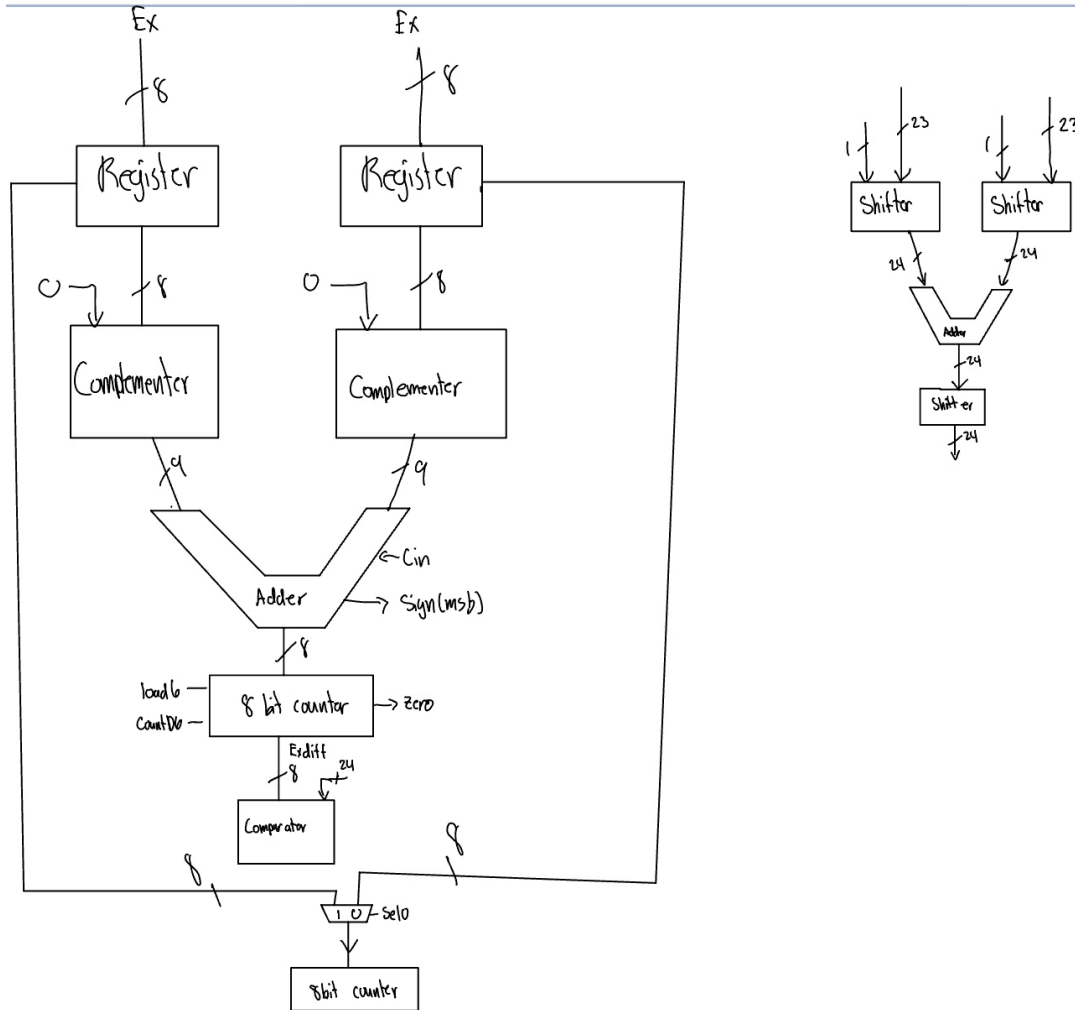 Ex
Ex
8
8
Register
Register
8
8
0
0
Complementer
Complementer
9
9
Cin
Adder
Sign(msb)
8
load6
8 bit counter
Zero
CountD6
Exdiff
8
24
Comparator
8
8
1 0
Sel0
8bit counter
1
23
1
23
Shifter
Shifter
24
24
Adder
24
Shifter
24